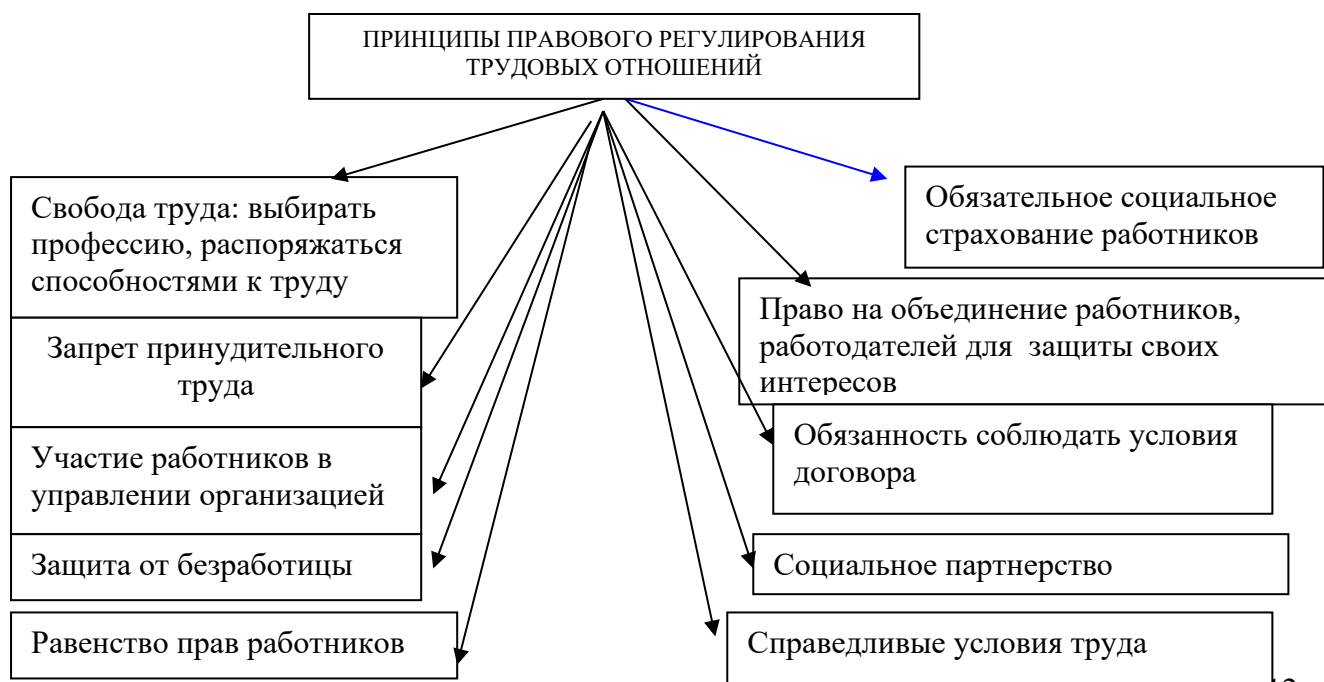 ПРИНЦИПЫ ПРАВОВОГО РЕГУЛИРОВАНИЯ
ТРУДОВЫХ ОТНОШЕНИЙ
Свобода труда: выбирать
профессию, распоряжаться
способностями к труду
Запрет принудительного
труда
Участие работников в
управлении организацией
Защита от безработицы
Равенство прав работников
Обязательное социальное
страхование работников
Право на объединение работников,
работодателей для защиты своих
интересов
Обязанность соблюдать условия
договора
Социальное партнерство
Справедливые условия труда